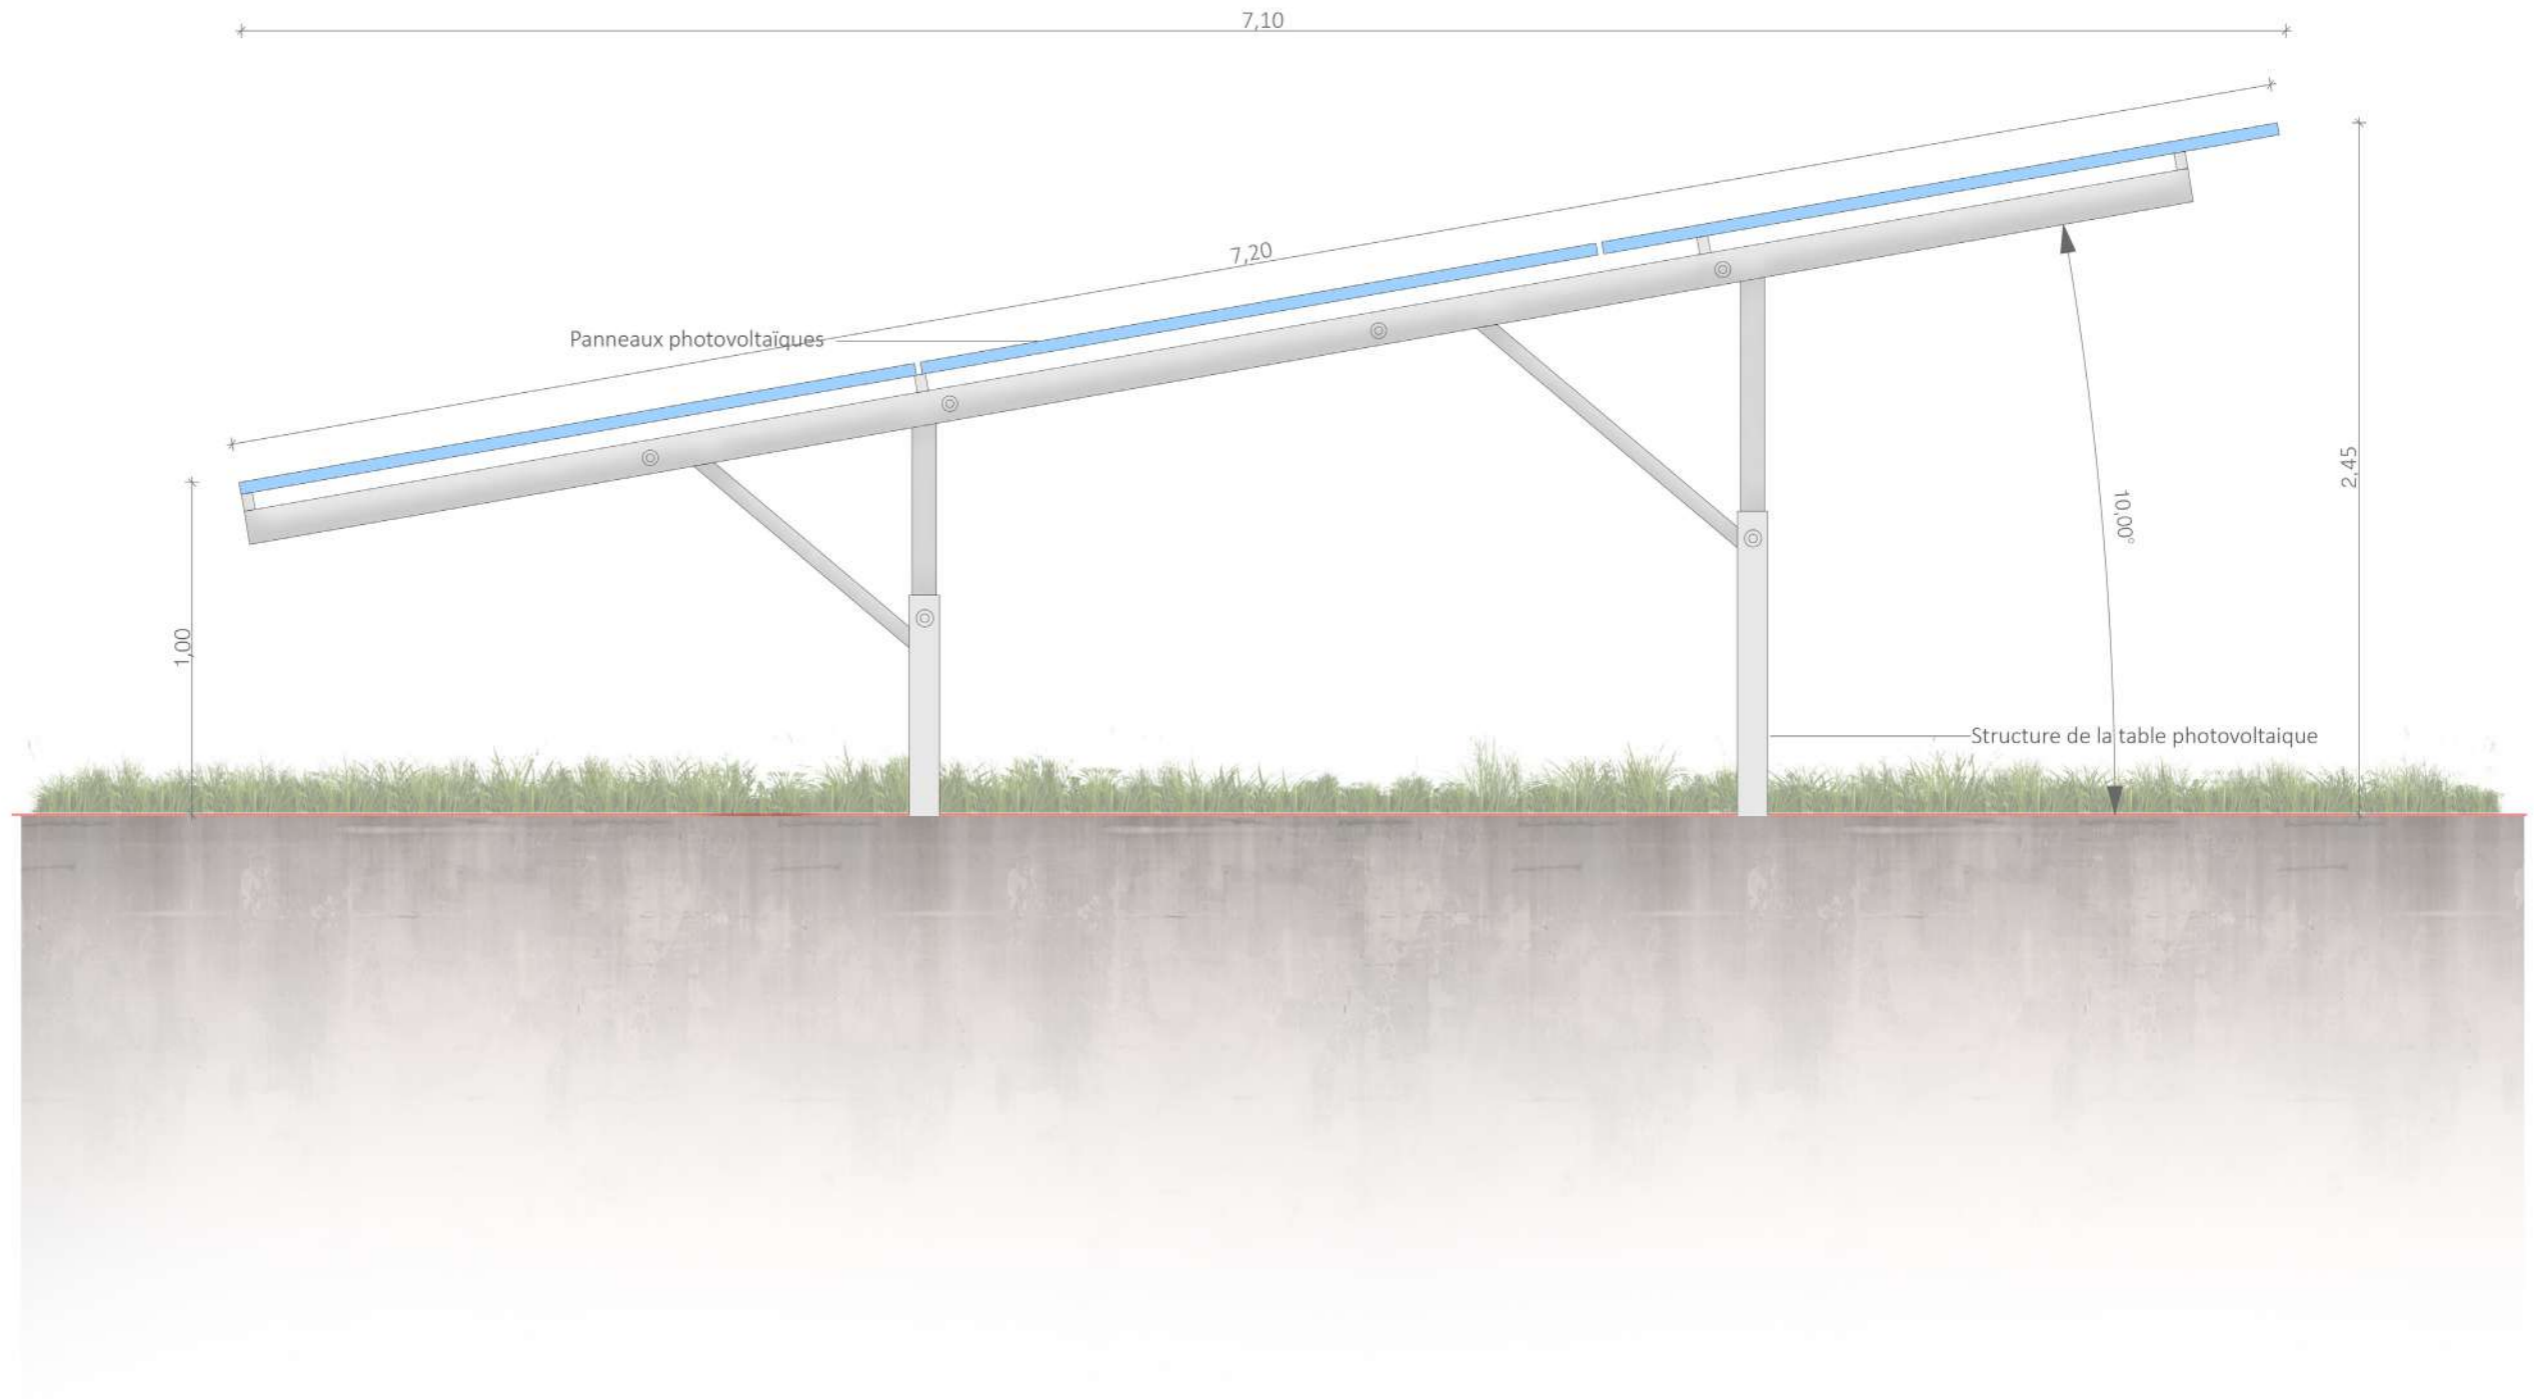 7,10
7,20
Panneaux photovoltaïques
2,45
10,00°
1,00
Structure de la table photovoltaique